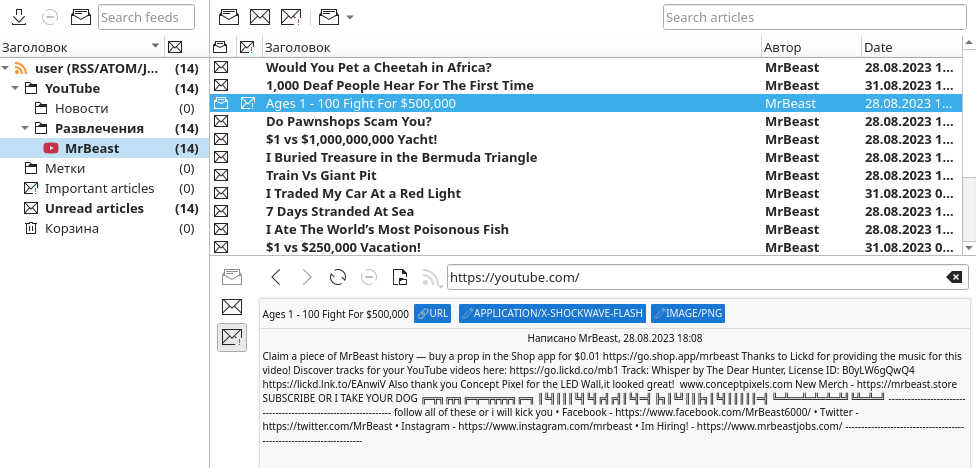 Search feeds
Search articles
Заголовок
Заголовок Автор Date
user (RSS/ATOM/J... (14)
YouTube (14)
Новости (0)
Развлечения (14)
MrBeast (14)
Метки (0)
Important articles (0)
Unread articles (14)
Корзина (0)
Would You Pet a Cheetah in Africa? MrBeast 28.08.2023 1...
1,000 Deaf People Hear For The First Time MrBeast 31.08.2023 1...
Ages 1 - 100 Fight For $500,000 MrBeast 28.08.2023 1...
Do Pawnshops Scam You? MrBeast 28.08.2023 1...
$1 vs $1,000,000,000 Yacht! MrBeast 28.08.2023 1...
I Buried Treasure in the Bermuda Triangle MrBeast 28.08.2023 1...
Train Vs Giant Pit MrBeast 28.08.2023 1...
I Traded My Car At a Red Light MrBeast 31.08.2023 0...
7 Days Stranded At Sea MrBeast 28.08.2023 1...
I Ate The World’s Most Poisonous Fish MrBeast 28.08.2023 1...
$1 vs $250,000 Vacation! MrBeast 31.08.2023 0...
https://youtube.com/
Ages 1 - 100 Fight For $500,000 🔗URL 🖊APPLICATION/X-SHOCKWAVE-FLASH 🖊IMAGE/PNG
Написано MrBeast, 28.08.2023 18:08
Claim a piece of MrBeast history — buy a prop in the Shop app for $0.01 https://go.shop.app/mrbeast Thanks to Lickd for providing the music for this
video! Discover tracks for your YouTube videos here: https://go.lickd.co/mb1 Track: Whisper by The Dear Hunter, License ID: B0yLW6gQwQ4
https://lickd.lnk.to/EAnwiV Also thank you Concept Pixel for the LED Wall,it looked great! www.conceptpixels.com New Merch - https://mrbeast.store
SUBSCRIBE OR I TAKE YOUR DOG
follow all of these or i will kick you • Facebook - https://www.facebook.com/MrBeast6000/ • Twitter -
https://twitter.com/MrBeast • Instagram - https://www.instagram.com/mrbeast • Im Hiring! - https://www.mrbeastjobs.com/